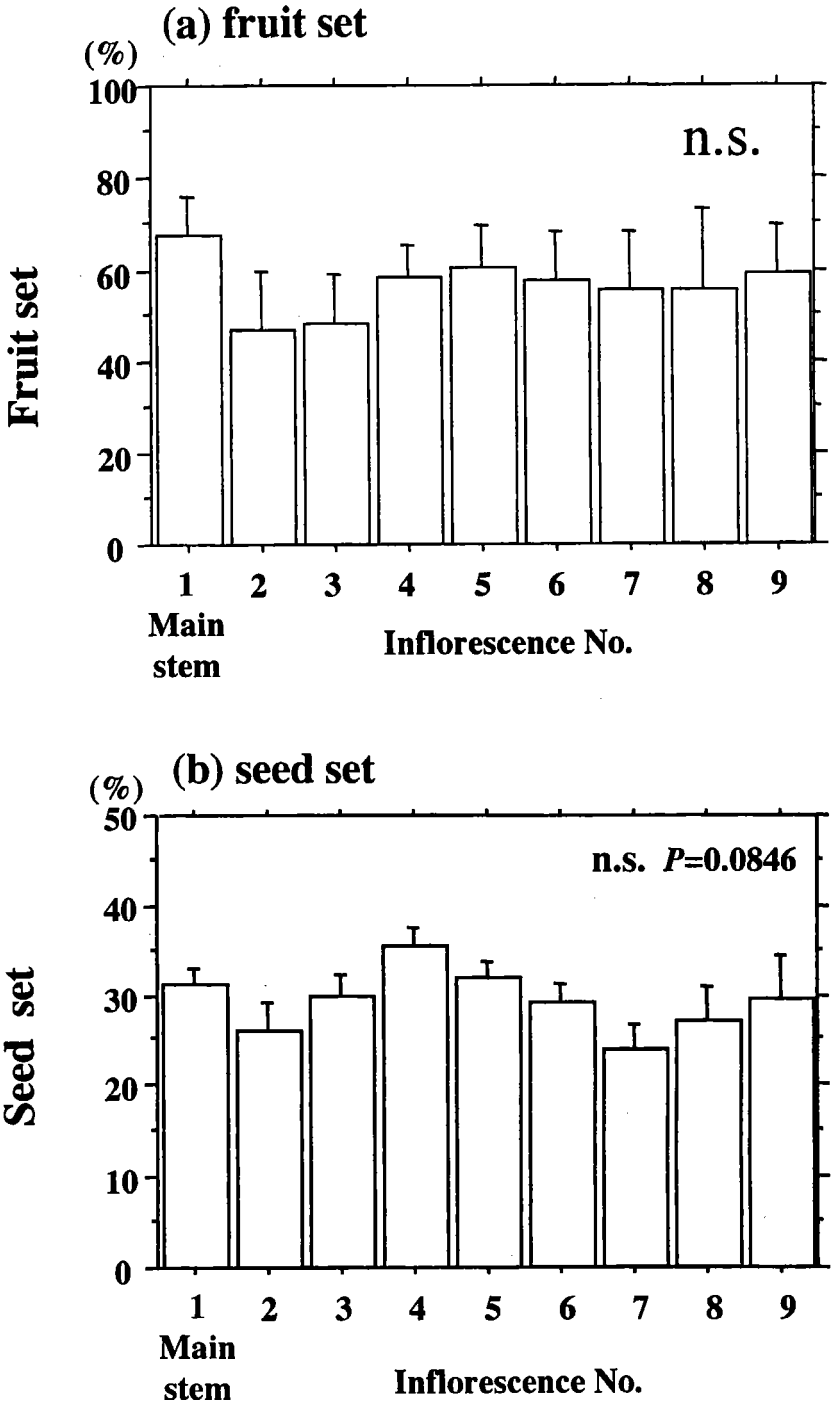 (a) fruit set
(%)
100
80
60
40
20
0
Fruit set
1 2 3 4 5 6 7 8 9
Main
stem
Inflorescence No.
(b) seed set
(%)
50
40
30
20
10
0
Seed set
n.s.
n.s. P=0.0846
1 2 3 4 5 6 7 8 9
Main
stem
Inflorescence No.